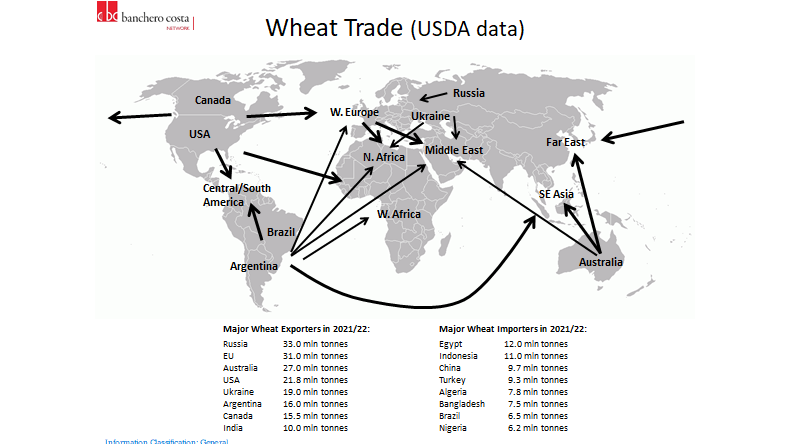 cbc banchero costa
NETWORK
Wheat Trade (USDA data)
Canada
Russia
W. Europe
Ukraine
USA
Far East
Middle East
N. Africa
Central/South
America
SE Asia
W. Africa
Brazil
Argentina
Australia
Major Wheat Exporters in 2021/22:
Russia 33.0 mln tonnes
EU 31.0 mln tonnes
Australia 27.0 mln tonnes
USA 21.8 mln tonnes
Ukraine 19.0 mln tonnes
Argentina 16.0 mln tonnes
Canada 15.5 mln tonnes
India 10.0 mln tonnes
Major Wheat Importers in 2021/22:
Egypt 12.0 mln tonnes
Indonesia 11.0 mln tonnes
China 9.7 mln tonnes
Turkey 9.3 mln tonnes
Algeria 7.8 mln tonnes
Bangladesh 7.5 mln tonnes
Brazil 6.5 mln tonnes
Nigeria 6.2 mln tonnes
Information Classification: General